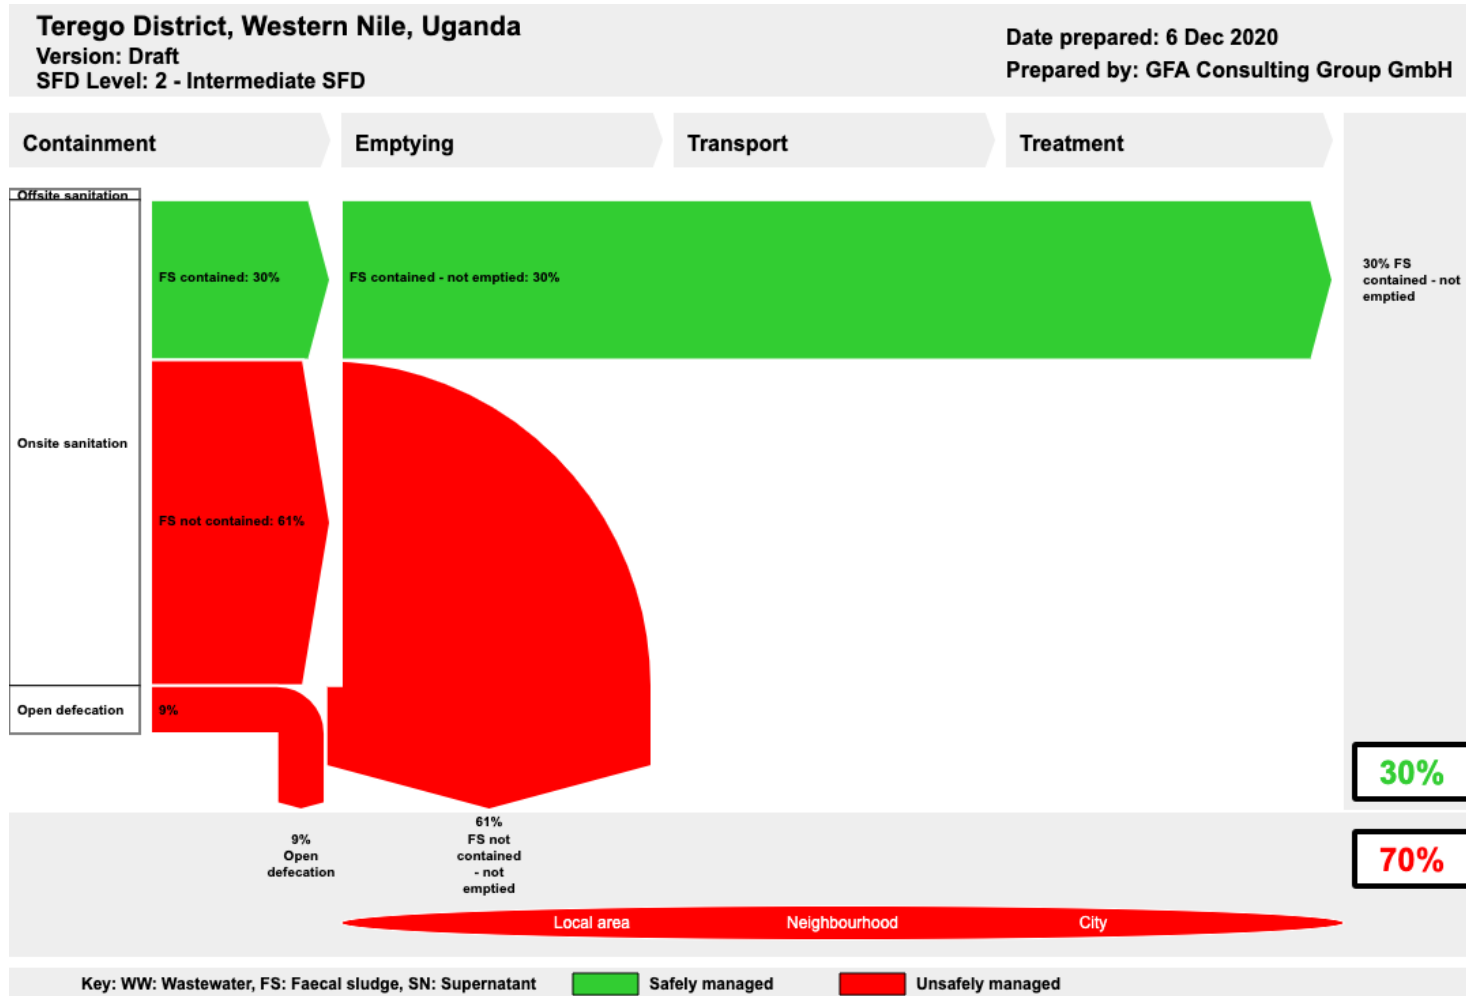 Terego District, Western Nile, Uganda
Version: Draft
SFD Level: 2 - Intermediate SFD
Date prepared: 6 Dec 2020
Prepared by: GFA Consulting Group GmbH
Containment
Emptying
Transport
Treatment
Offsite sanitation
FS contained: 30%
FS contained - not emptied: 30%
30% FS
contained - not
emptied
Onsite sanitation
FS not contained: 61%
Open defecation
9%
30%
9%
Open
defecation
61%
FS not
contained
- not
emptied
70%
Local area
Neighbourhood
City
Key: WW: Wastewater, FS: Faecal sludge, SN: Supernatant
Safely managed
Unsafely managed